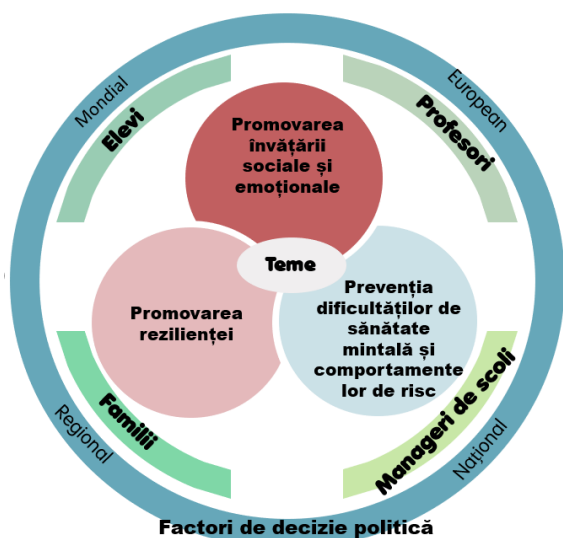 Mondial
European
Elevi
Profesori
Promovarea
învățării
sociale și
emoționale
Teme
Promovarea
rezilienței
Prevenția
dificultăților de
sănătate
mintală și
comportamente
lor de risc
Familii
Manageri de scoli
Regional
Național
Factori de decizie politică